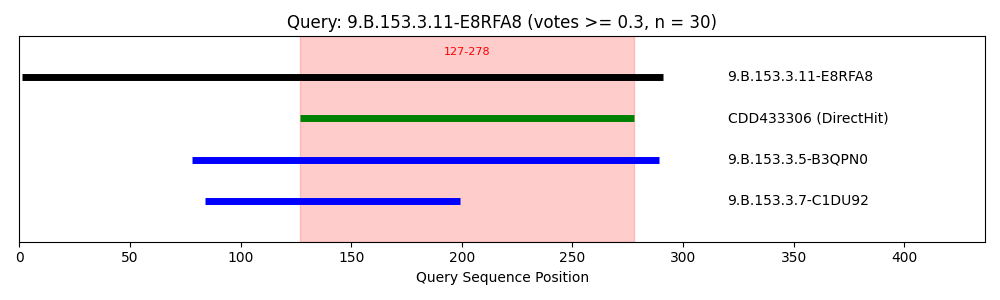 Query: 9.B.153.3.11-E8RFA8 (votes >= 0.3, n = 30)
127-278
9.B.153.3.11-E8RFA8
CDD433306 (DirectHit)
9.B.153.3.5-B3QPN0
9.B.153.3.7-C1DU92
0 50 100 150 200 250 300 350 400
Query Sequence Position